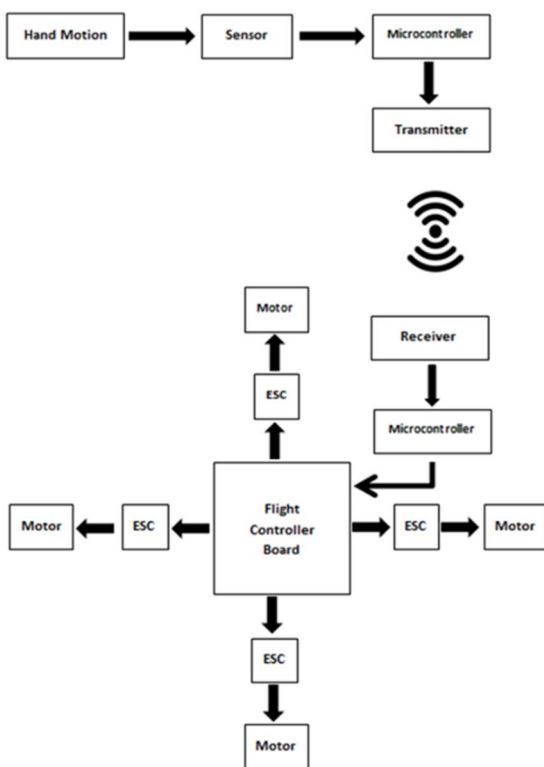 Hand Motion
Sensor
Microcontroller
Transmitter
Motor
Receiver
ESC
Microcontroller
Flight
Controller
Board
Motor
ESC
ESC
Motor
ESC
Motor